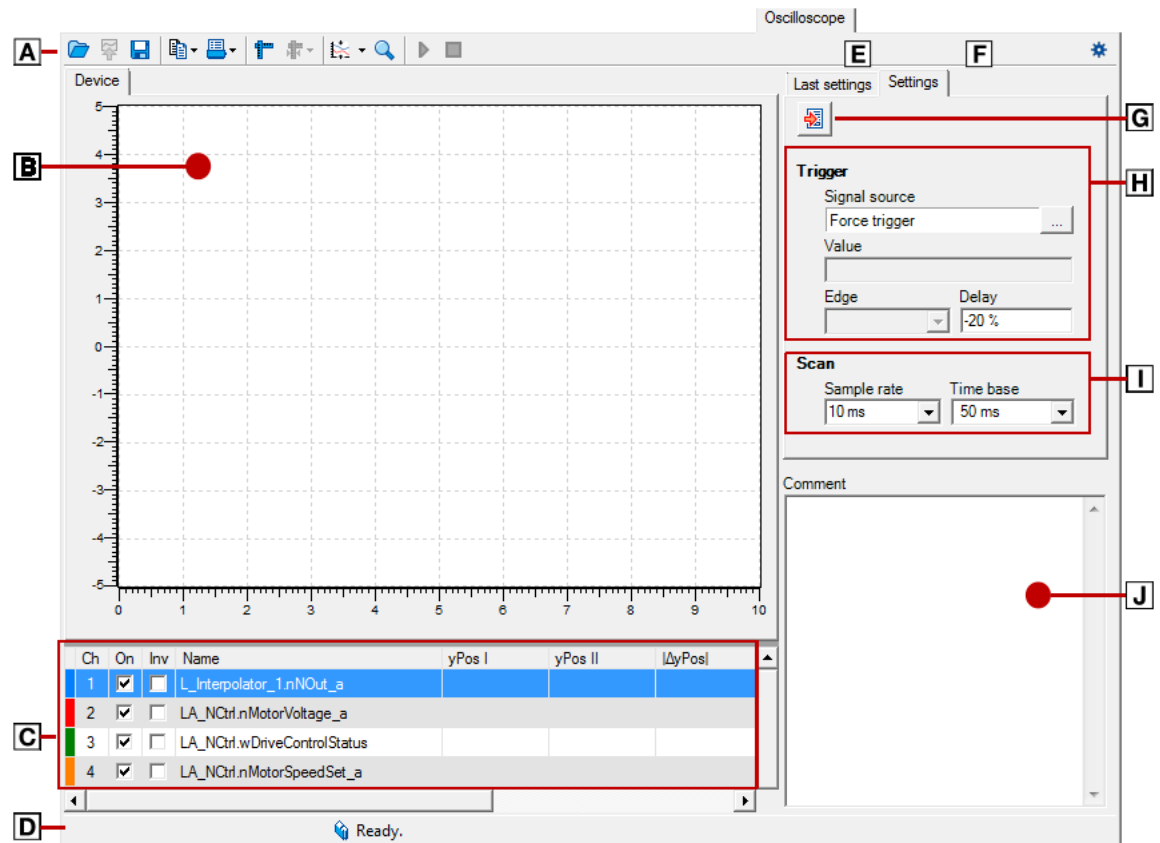 Oscilloscope
A
E
F
Device
Last settings
Settings
G
5
4
3
2
1
0
-1
-2
-3
-4
-5
0 1 2 3 4 5 6 7 8 9 10
B
Trigger
H
Signal source
Force trigger
...
Value
Edge Delay
-20 %
Scan
I
Sample rate Time base
10 ms 50 ms
Comment
J
Ch On Inv Name yPos I yPos II |ΔyPos|
1 L_Interpolator_1.nNOut_a
2 LA_NCtrl.nMotorVoltage_a
C
3 LA_NCtrl.wDriveControlStatus
4 LA_NCtrl.nMotorSpeedSet_a
D
Ready.